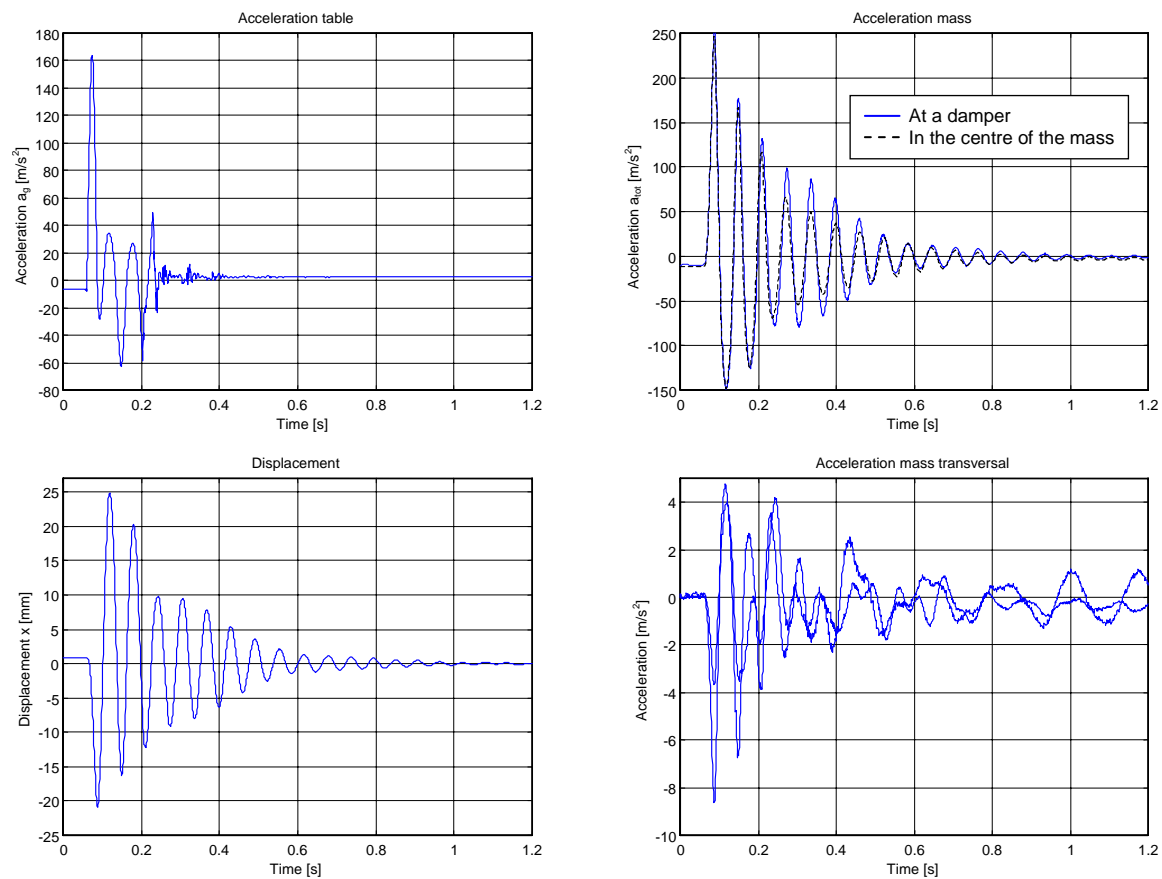 Acceleration table
180
160
140
120
100
80
60
40
20
0
-20
-40
-60
-80
Acceleration ag [m/s²]
0 0.2 0.4 0.6 0.8 1 1.2
Time [s]
Acceleration mass
250
200
150
100
50
0
-50
-100
-150
Acceleration atot [m/s²]
At a damper
In the centre of the mass
0 0.2 0.4 0.6 0.8 1 1.2
Time [s]
Displacement
25
20
15
10
5
0
-5
-10
-15
-20
-25
Displacement x [mm]
0 0.2 0.4 0.6 0.8 1 1.2
Time [s]
Acceleration mass transversal
4
2
0
-2
-4
-6
-8
-10
Acceleration [m/s²]
0 0.2 0.4 0.6 0.8 1 1.2
Time [s]